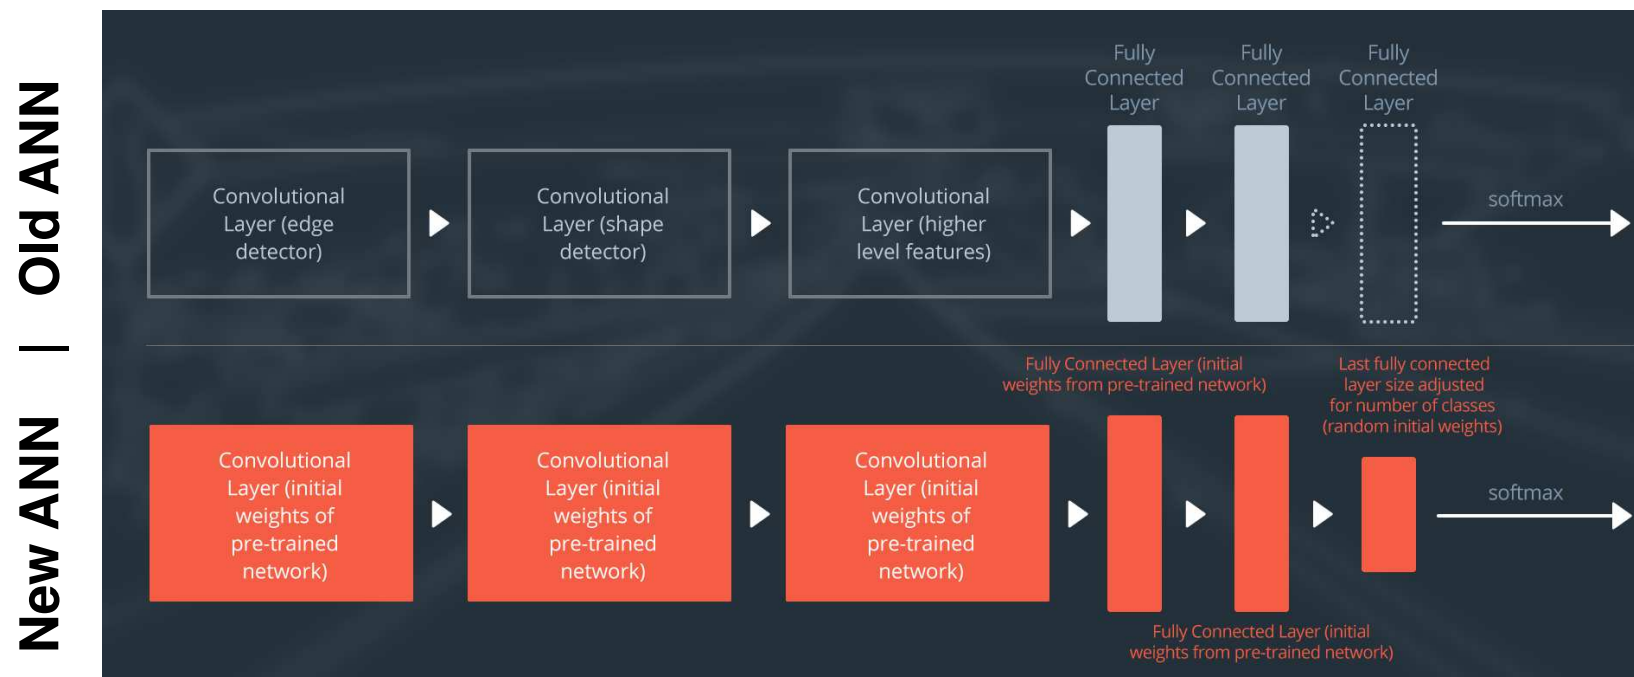 Old ANN
Fully
Connected
Layer
Fully
Connected
Layer
Fully
Connected
Layer
Convolutional
Layer (edge
detector)
Convolutional
Layer (shape
detector)
Convolutional
Layer (higher
level features)
softmax
New ANN
|
Fully Connected Layer (initial
weights from pre-trained network)
Last fully connected
layer size adjusted
for number of classes
(random initial weights)
Convolutional
Layer (initial
weights of
pre-trained
network)
Convolutional
Layer (initial
weights of
pre-trained
network)
Convolutional
Layer (initial
weights of
pre-trained
network)
softmax
Fully Connected Layer (initial
weights from pre-trained network)